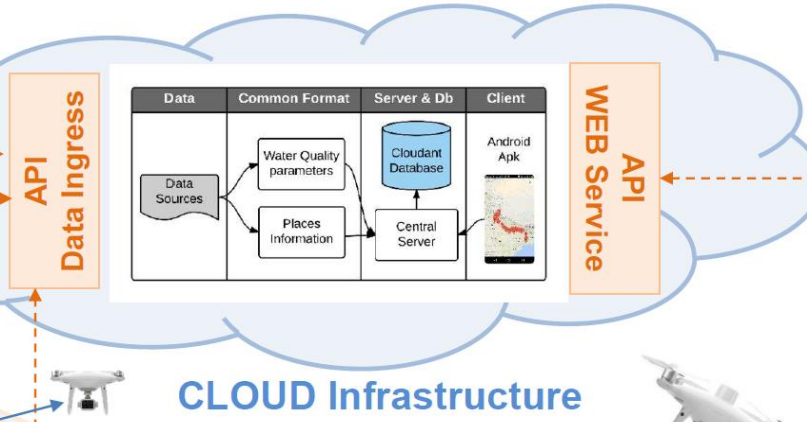 API
Data Ingress
Data
Common Format
Server & Db
Client
Data
Sources
Water Quality
parameters
Places
Information
Cloudant
Database
Central
Server
Android
Apk
API
WEB Service
CLOUD Infrastructure